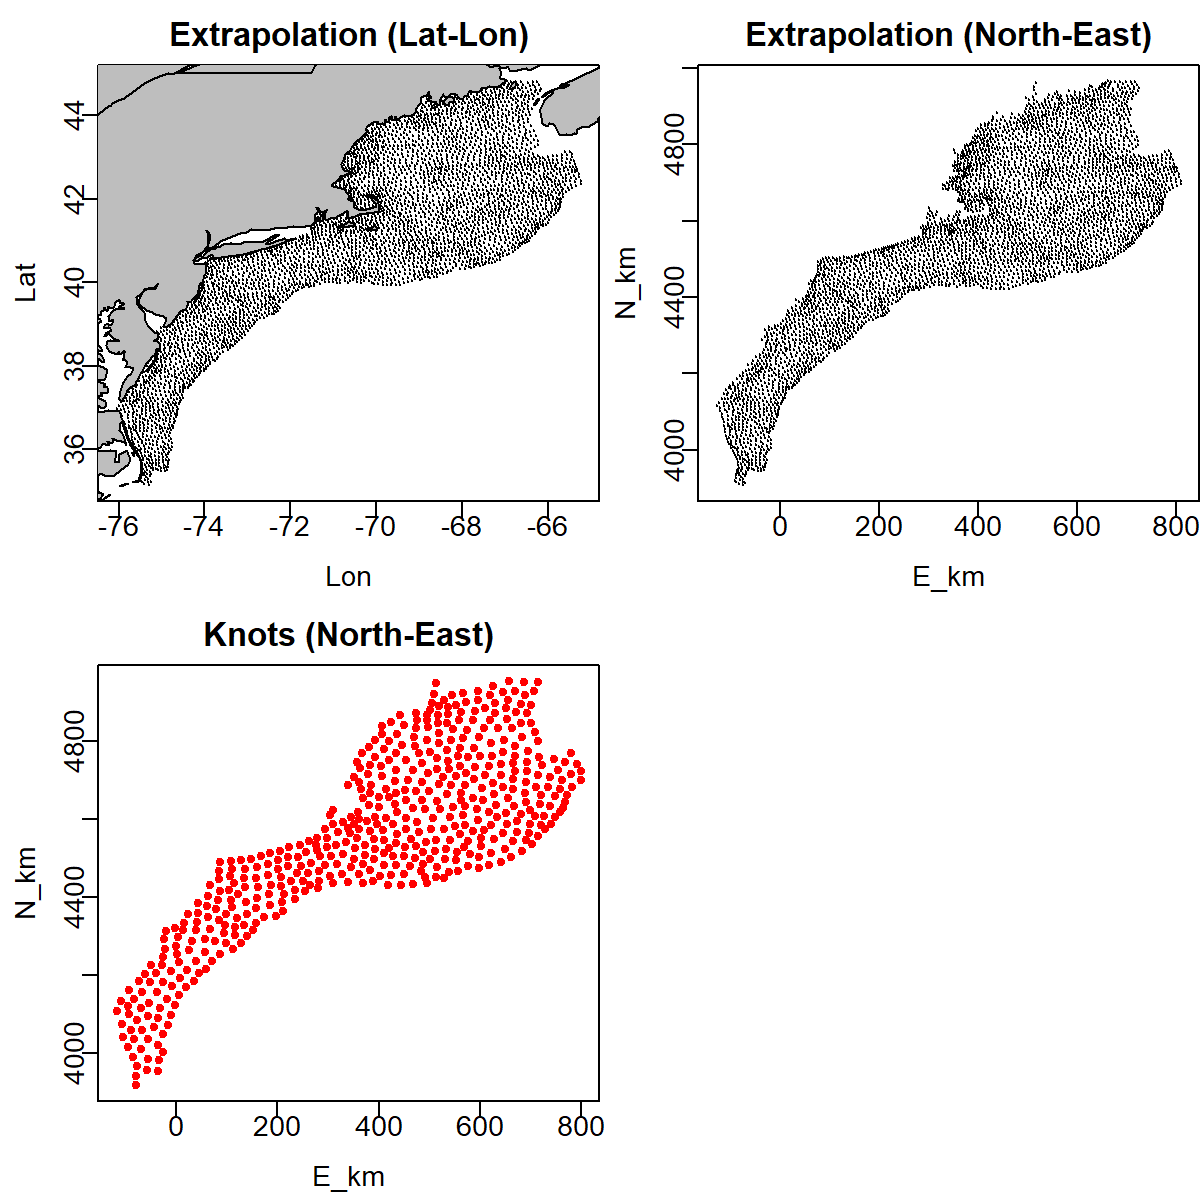 Extrapolation (Lat-Lon)
Lat
44
42
40
38
36
-76 -74 -72 -70 -68 -66
Lon
Extrapolation (North-East)
N_km
4800
4400
4000
0 200 400 600 800
E_km
Knots (North-East)
N_km
4800
4400
4000
0 200 400 600 800
E_km